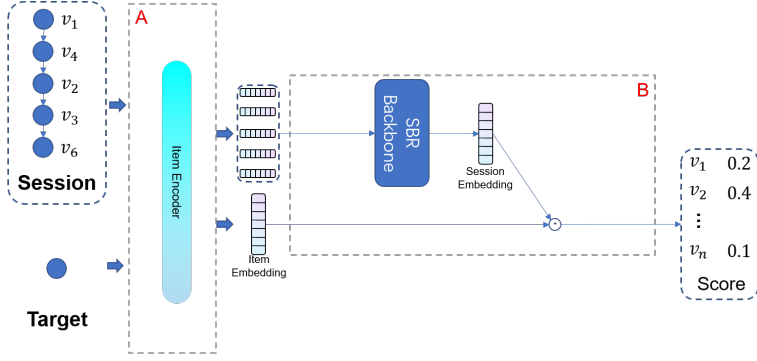 v₁
v₄
v₂
v₃
v₆
Session
Target
A
Item Encoder
Item
Embedding
B
SBR
Backbone
Session
Embedding
v₁ 0.2
v₂ 0.4
⋮
vₙ 0.1
Score